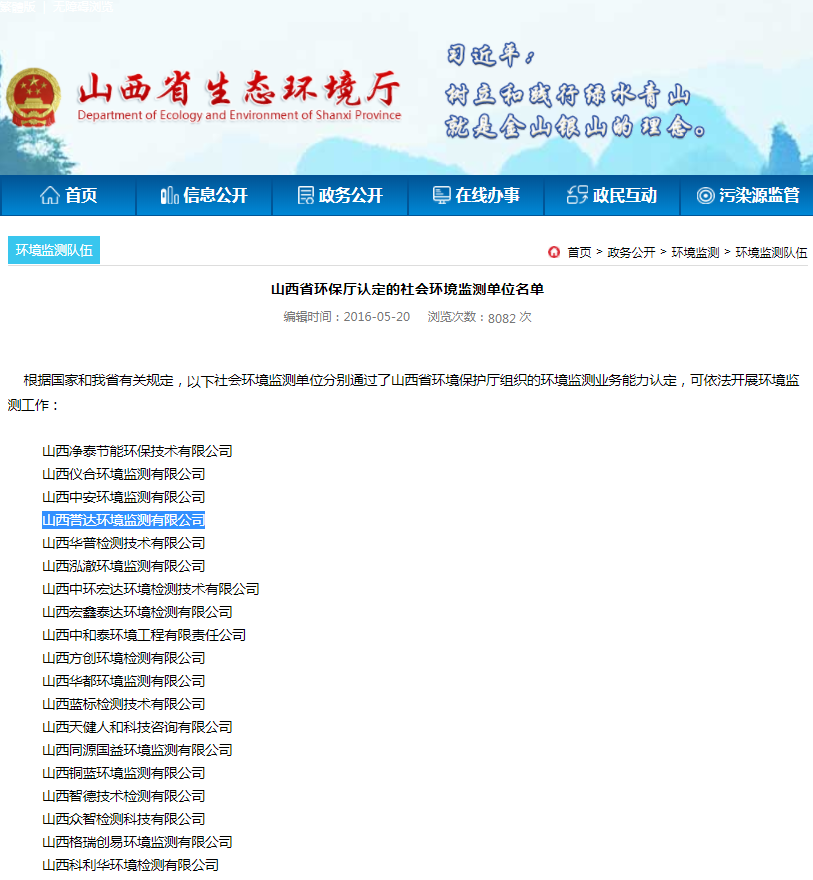 山西省生态环境厅
Department of Ecology and Environment of Shanxi Province
习近平：
树立和践行绿水青山
就是金山银山的理念。
首页 信息公开 政务公开 在线办事 政民互动 污染源监管
环境监测队伍
首页 > 政务公开 > 环境监测 > 环境监测队伍
山西省环保厅认定的社会环境监测单位名单
编辑时间：2016-05-20 浏览次数：8082 次
根据国家和我省有关规定，以下社会环境监测单位分别通过了山西省环境保护厅组织的环境监测业务能力认定，可依法开展环境监
测工作：
山西净泰节能环保技术有限公司
山西仪合环境监测有限公司
山西中安环境监测有限公司
山西誉达环境监测有限公司
山西华普检测技术有限公司
山西泓澈环境监测有限公司
山西中环宏达环境检测技术有限公司
山西宏鑫泰达环境检测有限公司
山西中和泰环境工程有限责任公司
山西方创环境检测有限公司
山西华都环境监测有限公司
山西蓝标检测技术有限公司
山西天健人和科技咨询有限公司
山西同源国益环境监测有限公司
山西铜蓝环境监测有限公司
山西智德技术检测有限公司
山西众智检测科技有限公司
山西格瑞创易环境监测有限公司
山西科利华环境检测有限公司